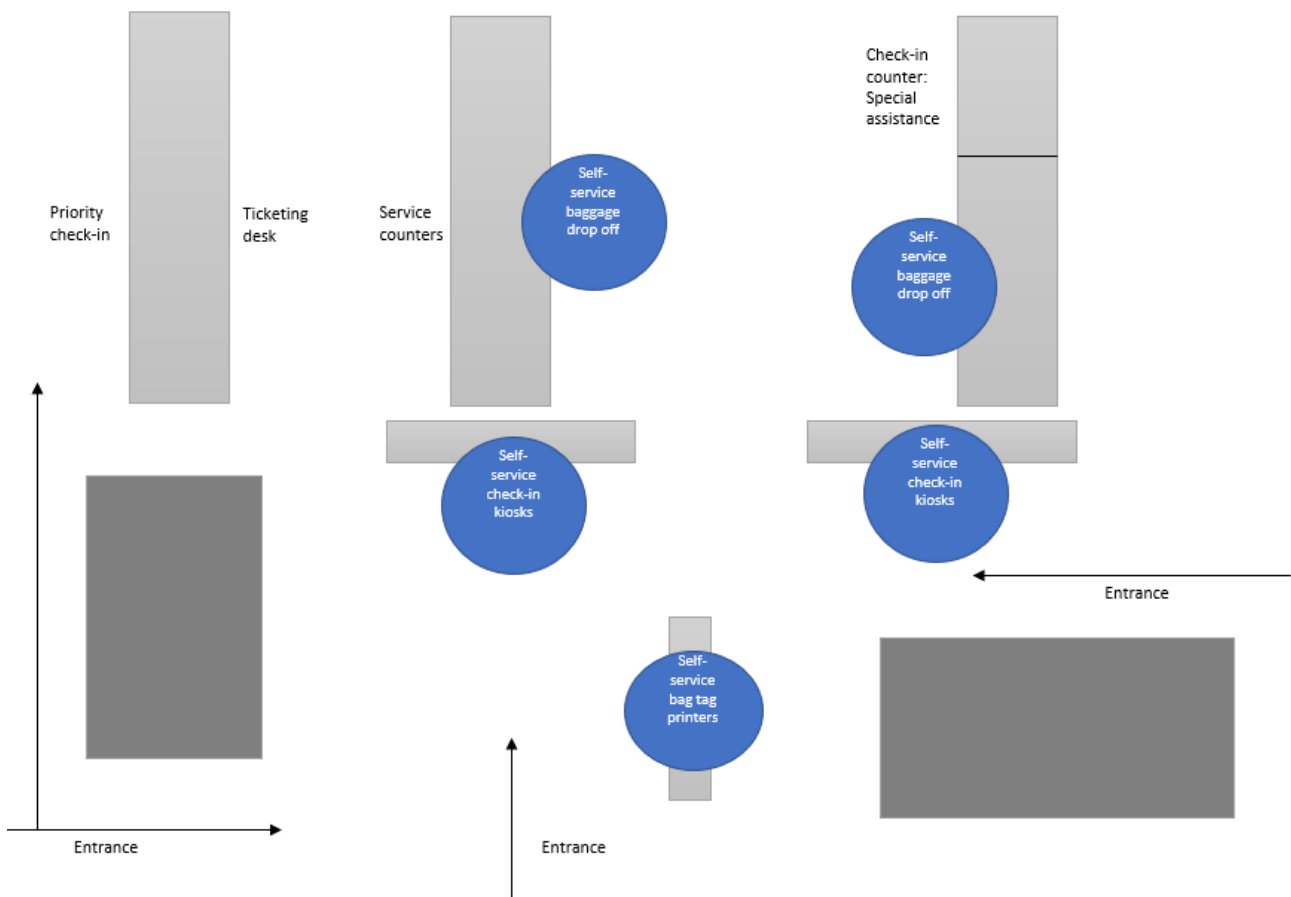 Check-in
counter:
Special
assistance
Self-
service
baggage
drop off
Priority
check-in
Ticketing
desk
Service
counters
Self-
service
baggage
drop off
Self-
service
check-in
kiosks
Self-
service
check-in
kiosks
Entrance
Self-
service
bag tag
printers
Entrance
Entrance